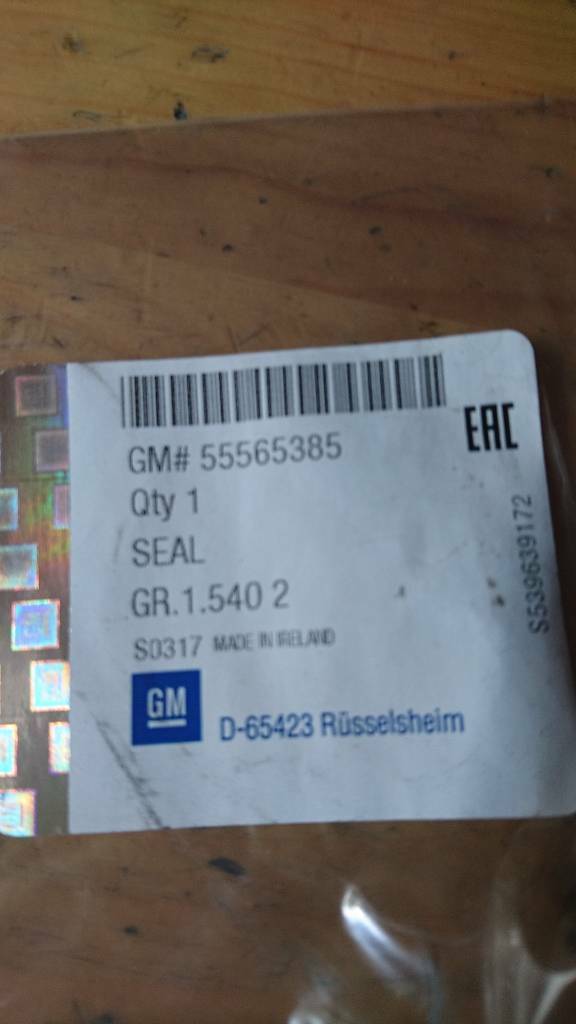 GM# 55565385
EAC
Qty 1
SEAL
GR.1.540 2
S0317 MADE IN IRELAND
S539639172
GM
D-65423 Rüsselsheim